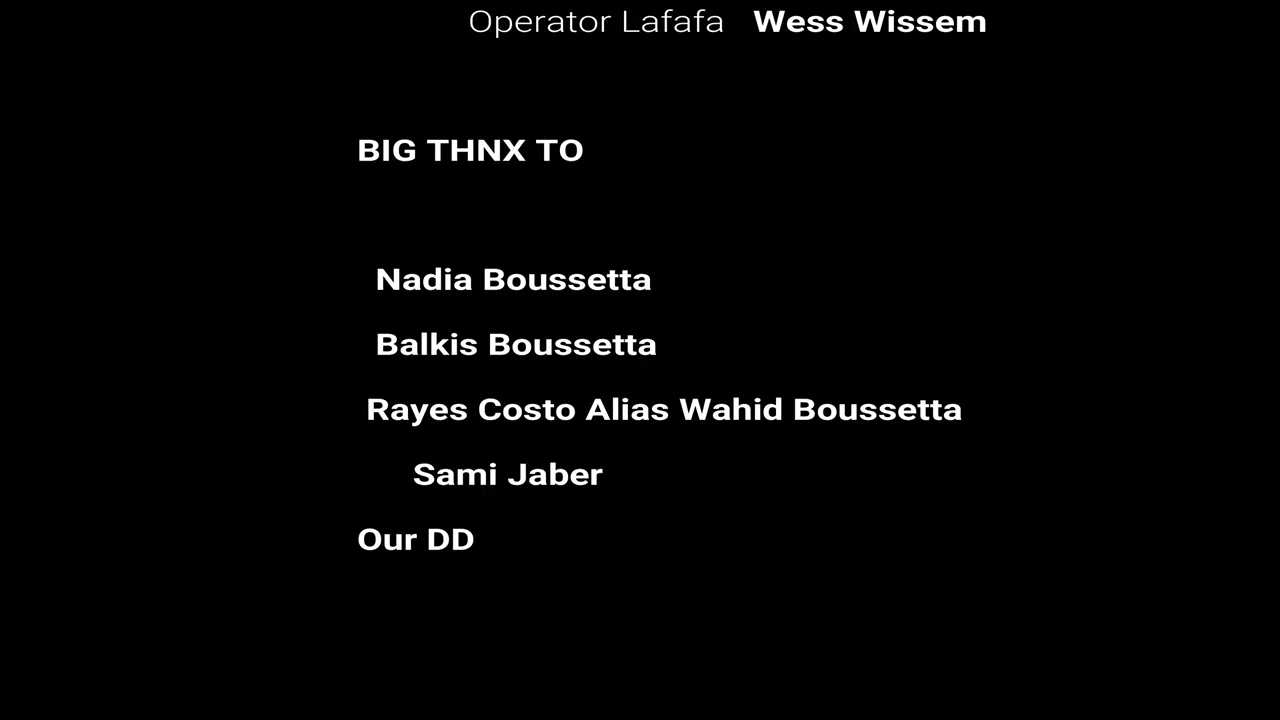 Operator Lafafa Wess Wissem
BIG THNX TO
Nadia Boussetta
Balkis Boussetta
Rayes Costo Alias Wahid Boussetta
Sami Jaber
Our DD